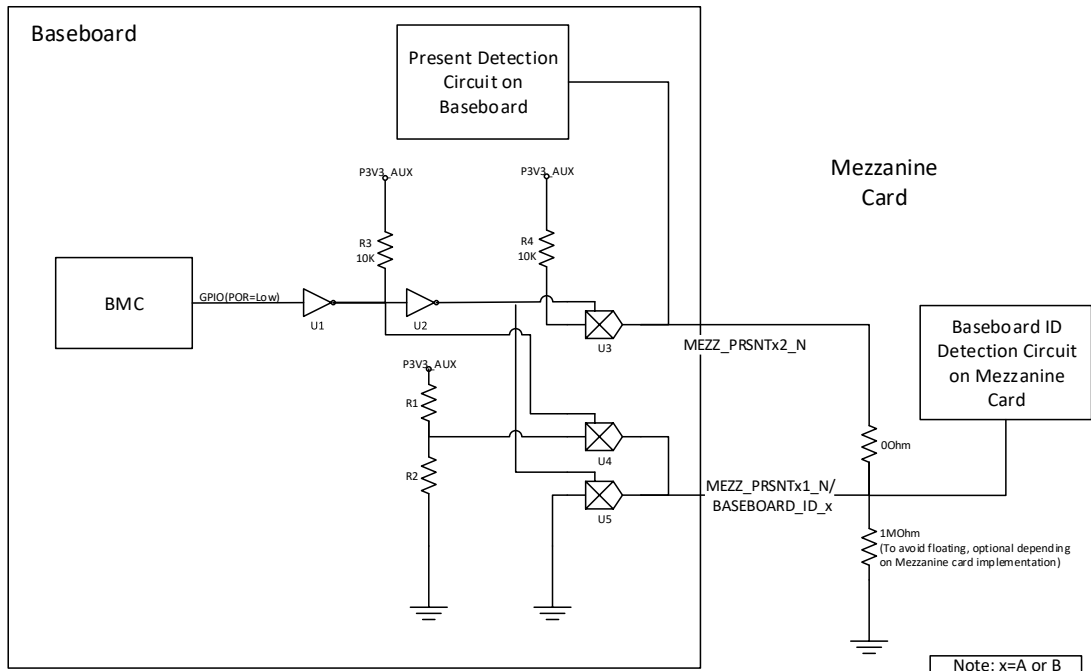 Baseboard
Present Detection
Circuit on
Baseboard
P3V3_AUX
P3V3_AUX
Mezzanine
Card
R3
10K
R4
10K
BMC
GPIO(POR=Low)
U1
U2
U3
MEZZ_PRSNTx2_N
Baseboard ID
Detection Circuit
on Mezzanine
Card
P3V3_AUX
R1
R2
U4
U5
0Ohm
MEZZ_PRSNTx1_N/
BASEBOARD_ID_x
1MOhm
(To avoid floating, optional depending
on Mezzanine card implementation)
Note: x=A or B